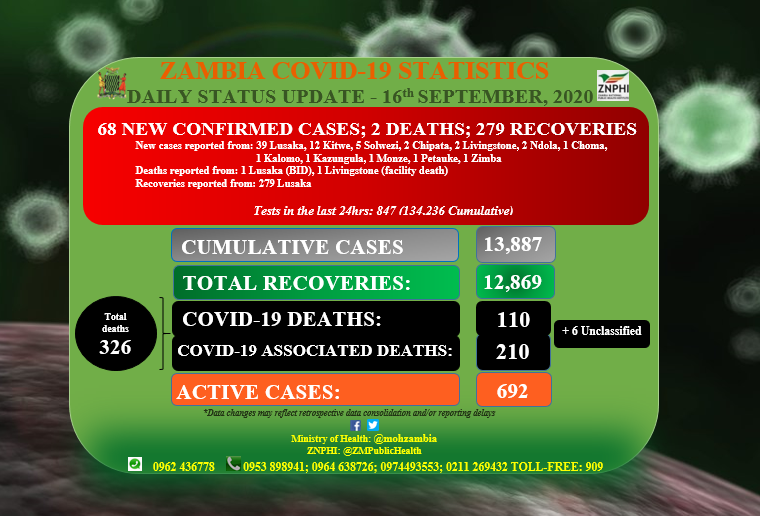 ZAMBIA COVID-19 STATISTICS
ZNPHI
DAILY STATUS UPDATE - 16th SEPTEMBER, 2020
68 NEW CONFIRMED CASES; 2 DEATHS; 279 RECOVERIES
New cases reported from: 39 Lusaka, 12 Kitwe, 5 Solwezi, 2 Chipata, 2 Livingstone, 2 Ndola, 1 Choma,
1 Kalomo, 1 Kazungula, 1 Monze, 1 Petauke, 1 Zimba
Deaths reported from: 1 Lusaka (BID), 1 Livingstone (facility death)
Recoveries reported from: 279 Lusaka
Tests in the last 24hrs: 847 (134.236 Cumulative)
CUMULATIVE CASES 13,887
TOTAL RECOVERIES: 12,869
Total
deaths
326
COVID-19 DEATHS: 110
COVID-19 ASSOCIATED DEATHS: 210
+ 6 Unclassified
ACTIVE CASES: 692
*Data changes may reflect retrospective data consolidation and/or reporting delays
Ministry of Health: @mohzambia
ZNPHI: @ZMPublicHealth
0962 436778 0953 898941; 0964 638726; 0974493553; 0211 269432 TOLL-FREE: 909